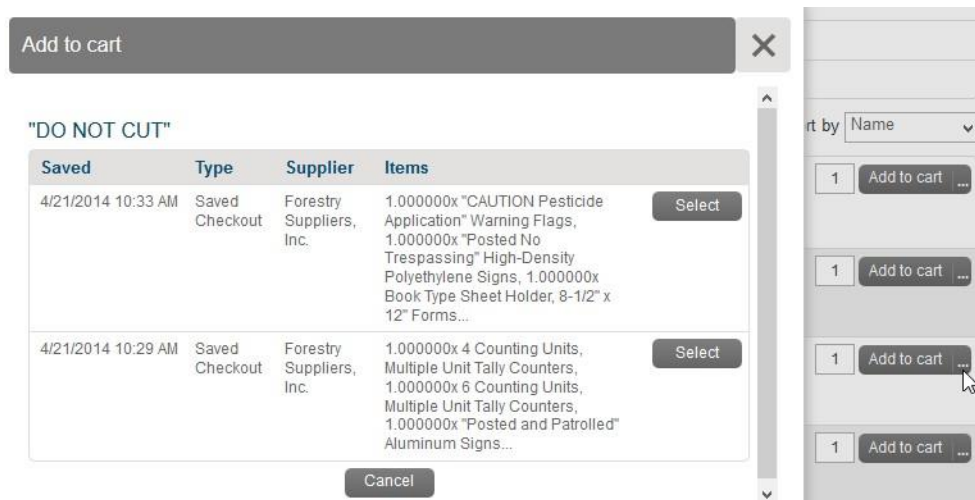 Add to cart
"DO NOT CUT"
Saved Type Supplier Items
4/21/2014 10:33 AM Saved Checkout Forestry Suppliers, Inc. 1.000000x "CAUTION Pesticide
Application" Warning Flags,
1.000000x "Posted No
Trespassing" High-Density
Polyethylene Signs, 1.000000x
Book Type Sheet Holder, 8-1/2" x
12" Forms...
Select
4/21/2014 10:29 AM Saved Checkout Forestry Suppliers, Inc. 1.000000x 4 Counting Units,
Multiple Unit Tally Counters,
1.000000x 6 Counting Units,
Multiple Unit Tally Counters,
1.000000x "Posted and Patrolled"
Aluminum Signs...
Select
Cancel
rt by Name
1 Add to cart ...
1 Add to cart ...
1 Add to cart ...
1 Add to cart ...